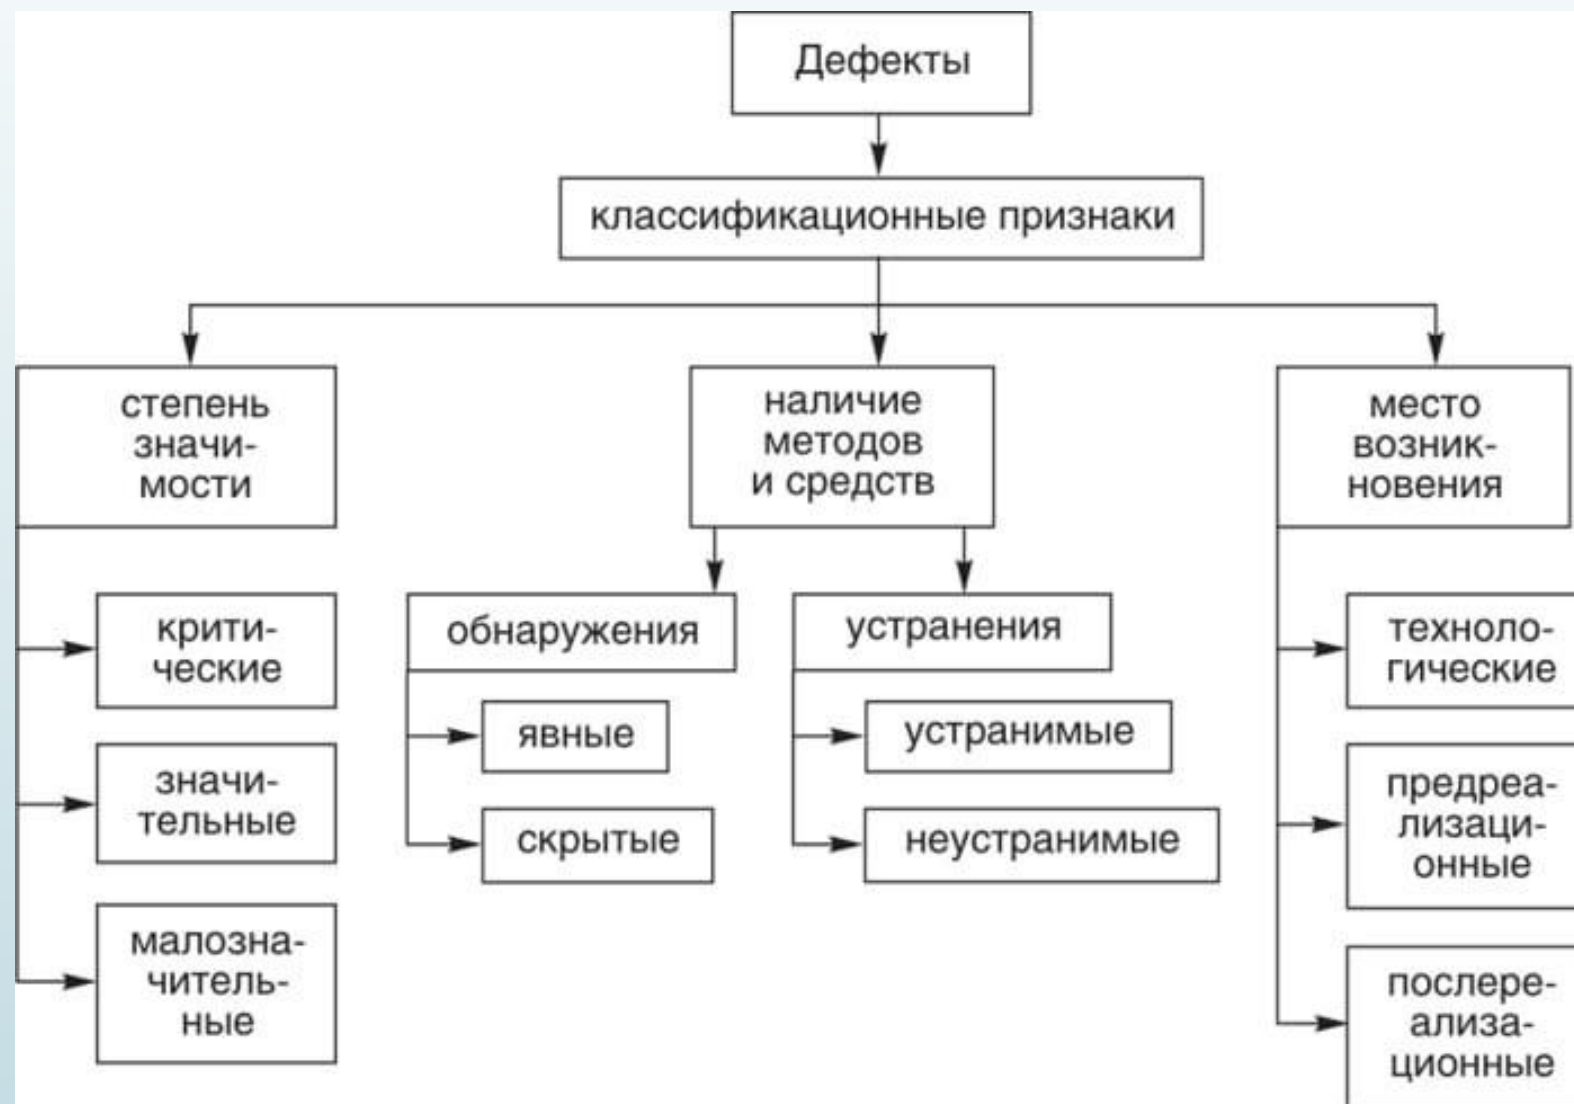 Дефекты
классификационные признаки
степень
значи-
мости
наличие
методов
и средств
место
возник-
новения
крити-
ческие
значи-
тельные
малозна-
читель-
ные
обнаружения
явные
скрытые
устранения
устранимые
неустранимые
техноло-
гические
предреа-
лизаци-
онные
послере-
ализа-
ционные